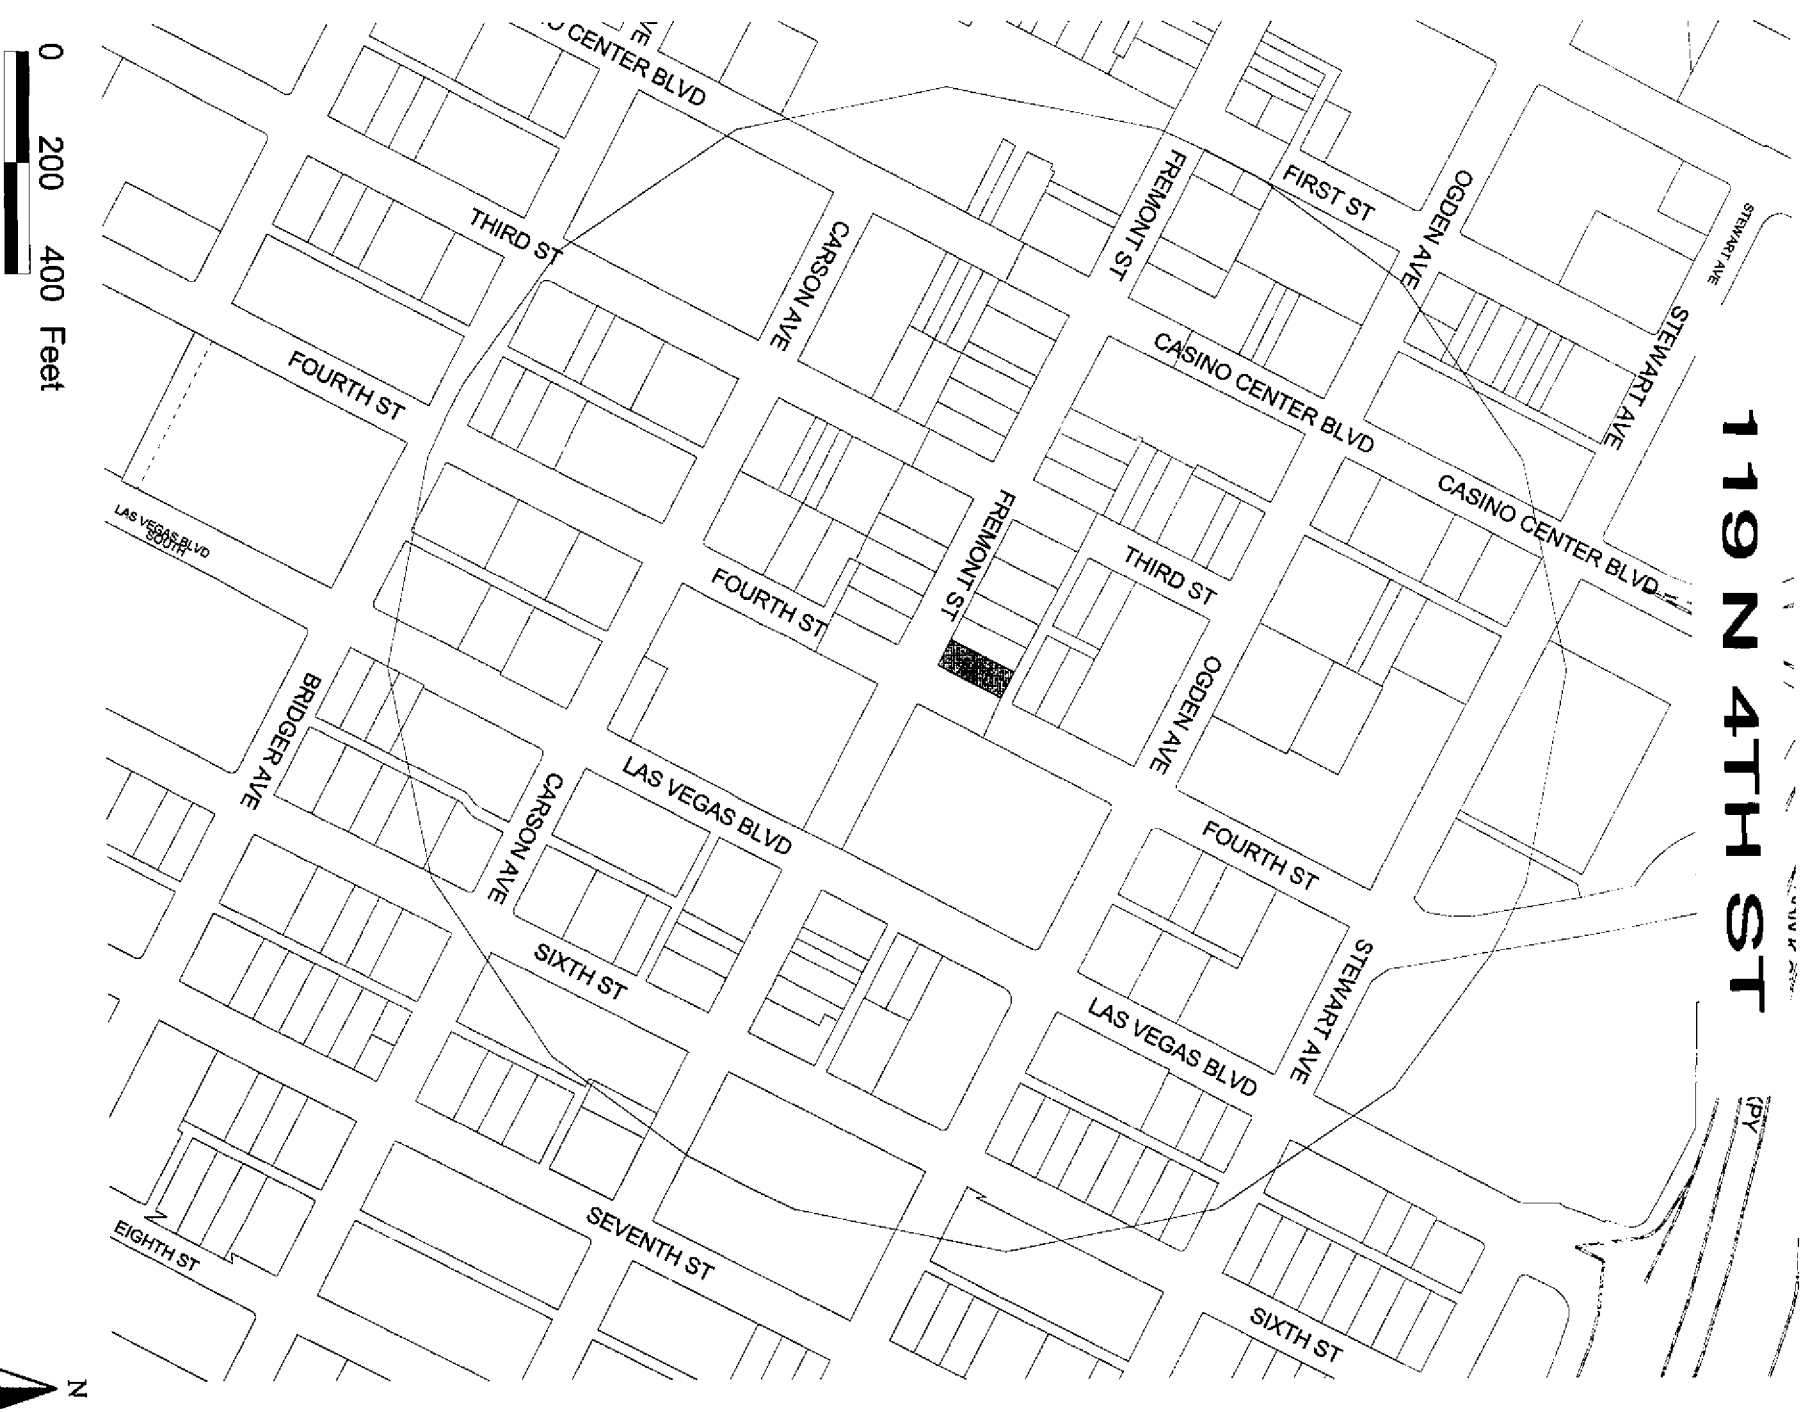 VE
O CENTER BLVD
FREMONT ST
FIRST ST
OGDEN AVE
STEWART AVE
STEWART AVE
0 200 400 Feet
THIRD ST
CARSON AVE
CASINO CENTER BLVD
CASINO CENTER BLVD
FOURTH ST
LAS VEGAS BLVD
SOUTH
FREMONT ST
THIRD ST
FOURTH ST
OGDEN AVE
119 N 4TH ST
BRIDGER AVE
CARSON AVE
LAS VEGAS BLVD
FOURTH ST
STEWART AVE
SIXTH ST
LAS VEGAS BLVD
(PY
SEVENTH ST
EIGHTH ST
SIXTH ST
N